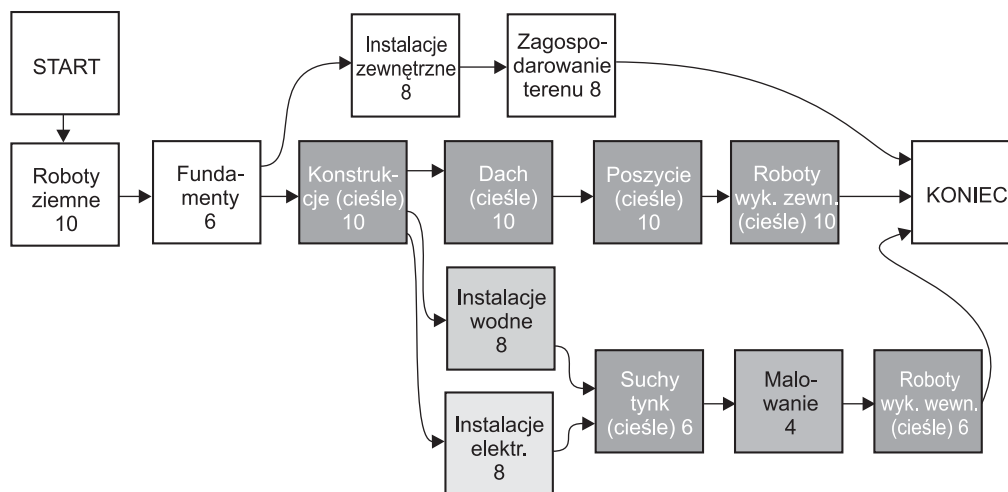 START
Instalacje
zewnętrzne
8
Zagospo-
darowanie
terenu 8
Roboty
ziemne
10
Funda-
menty
6
Konstruk-
cje (cieśle)
10
Dach
(cieśle)
10
Poszycie
(cieśle)
10
Roboty
wyk. zewn.
(cieśle) 10
KONIEC
Instalacje
wodne
8
Instalacje
elektr.
8
Suchy
tynk
(cieśle) 6
Malo-
wanie
4
Roboty
wyk. wewn.
(cieśle) 6